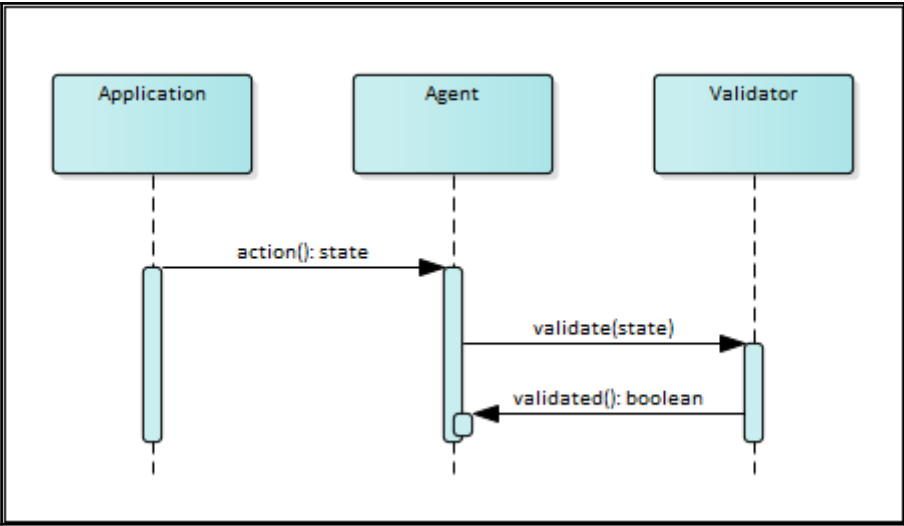 Application
Agent
Validator
action(): state
validate(state)
validated(): boolean